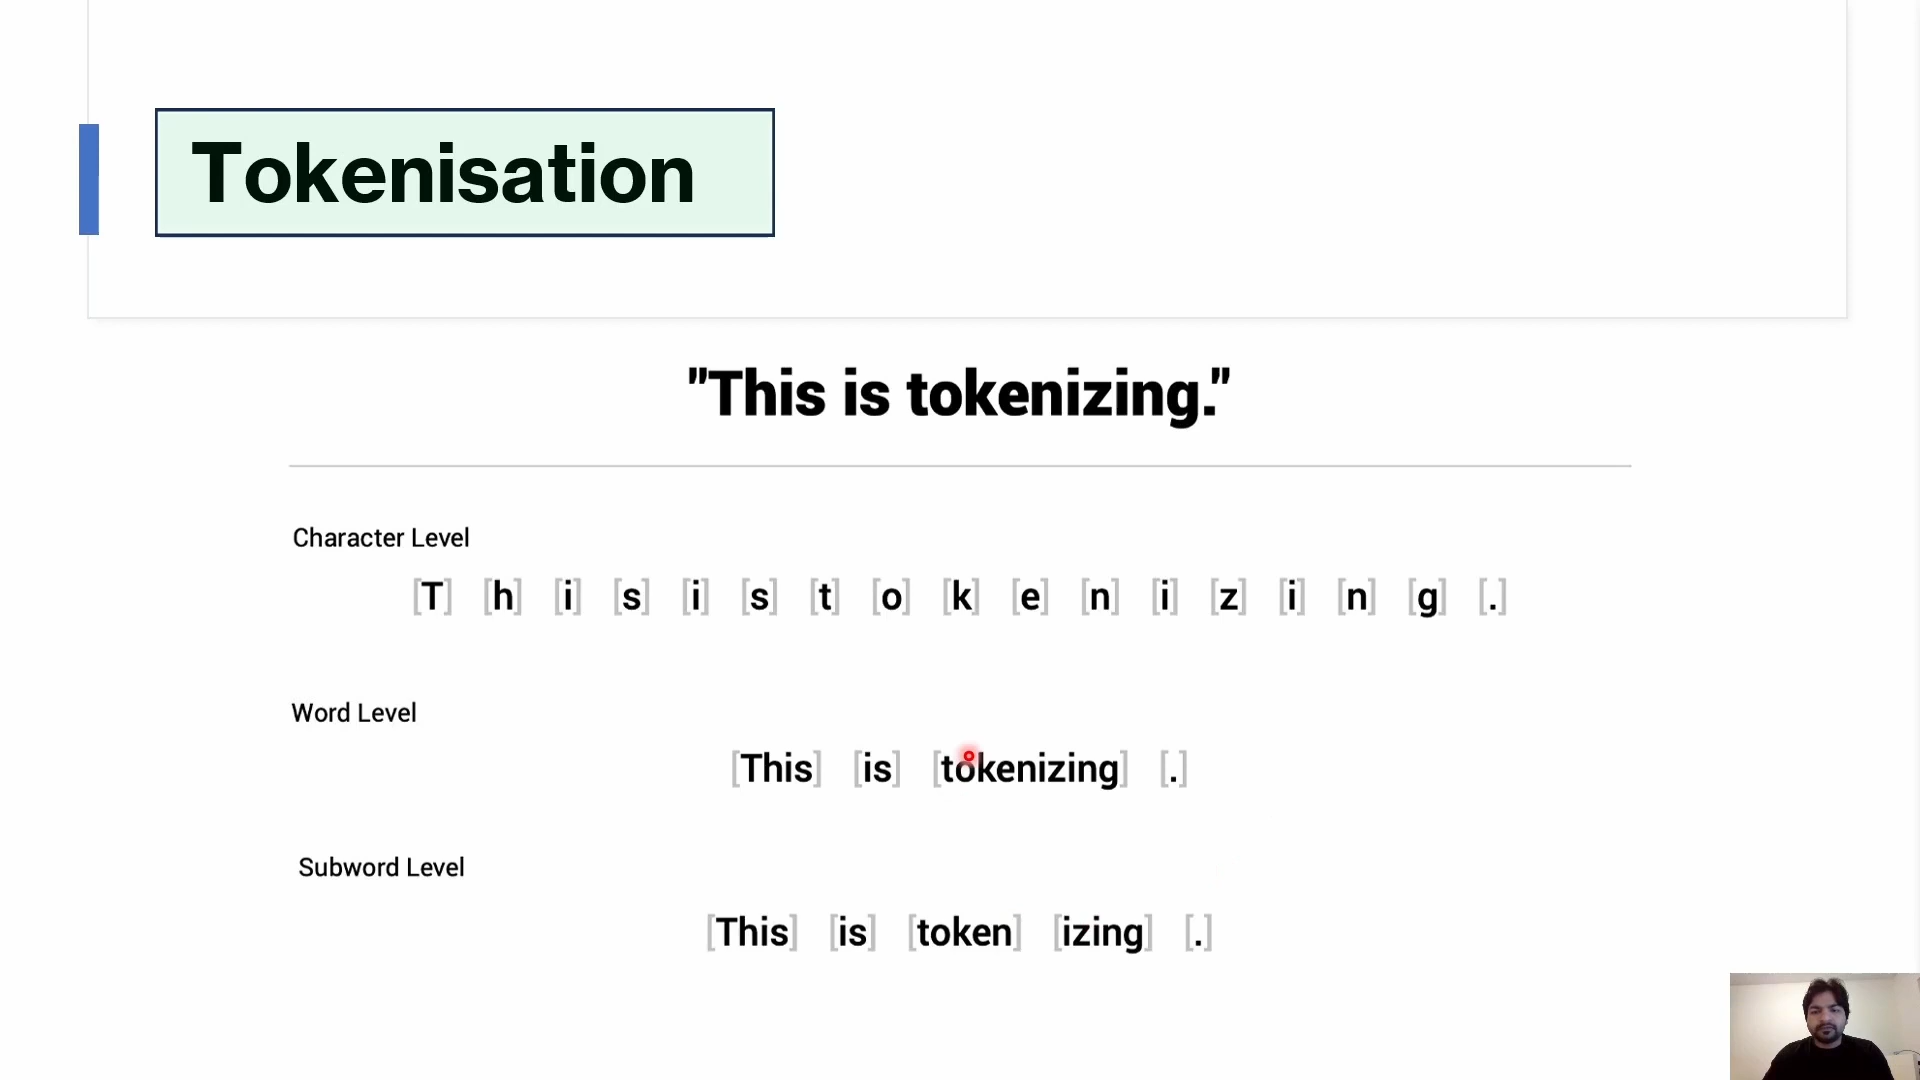 Tokenisation
"This is tokenizing."
Character Level
[T] [h] [i] [s] [i] [s] [t] [o] [k] [e] [n] [i] [z] [i] [n] [g] [.]
Word Level
[This] [is] [tokenizing] [.]
Subword Level
[This] [is] [token] [izing] [.]